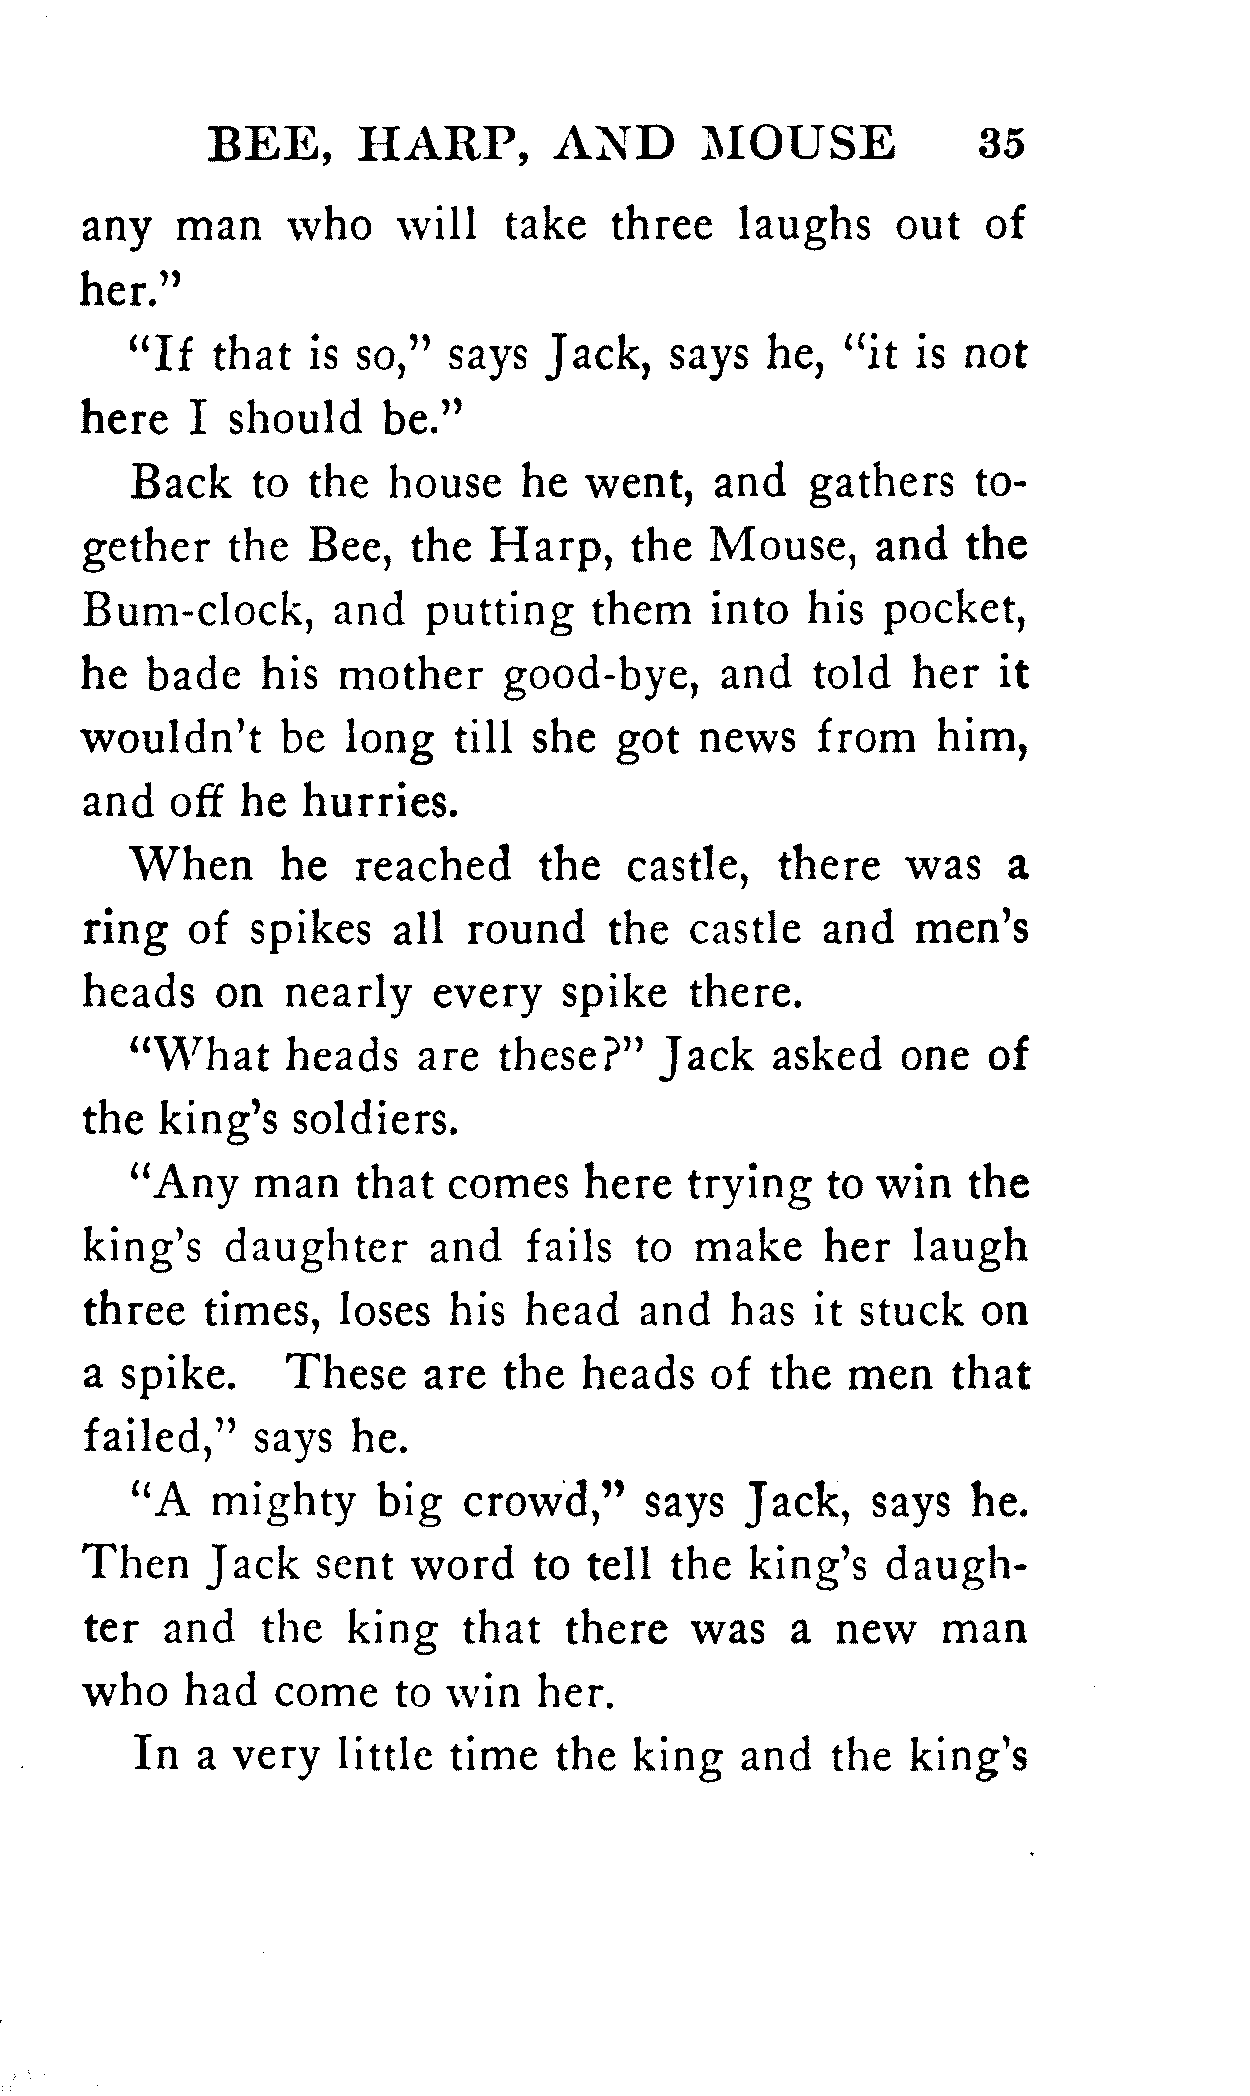 BEE, HARP, AND MOUSE 35
any man who will take three laughs out of
her."
"If that is so," says Jack, says he, "it is not
here I should be."
Back to the house he went, and gathers to-
gether the Bee, the Harp, the Mouse, and the
Bum-clock, and putting them into his pocket,
he bade his mother good-bye, and told her it
wouldn't be long till she got news from him,
and off he hurries.
When he reached the castle, there was a
ring of spikes all round the castle and men's
heads on nearly every spike there.
"What heads are these?" Jack asked one of
the king's soldiers.
"Any man that comes here trying to win the
king's daughter and fails to make her laugh
three times, loses his head and has it stuck on
a spike. These are the heads of the men that
failed," says he.
"A mighty big crowd," says Jack, says he.
Then Jack sent word to tell the king's daugh-
ter and the king that there was a new man
who had come to win her.
In a very little time the king and the king's